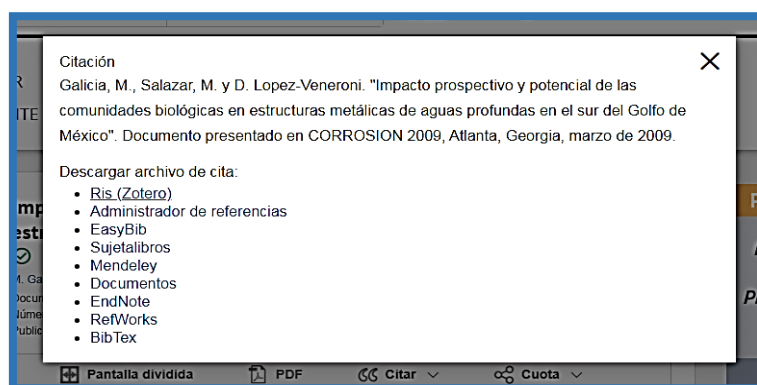 Citación
Galicia, M., Salazar, M. y D. Lopez-Veneroni. "Impacto prospectivo y potencial de las
comunidades biológicas en estructuras metálicas de aguas profundas en el sur del Golfo de
México". Documento presentado en CORROSION 2009, Atlanta, Georgia, marzo de 2009.
Descargar archivo de cita:
Ris (Zotero)
Administrador de referencias
EasyBib
Sujetalibros
Mendeley
Documentos
EndNote
RefWorks
BibTex
Pantalla dividida PDF Citar Cuota